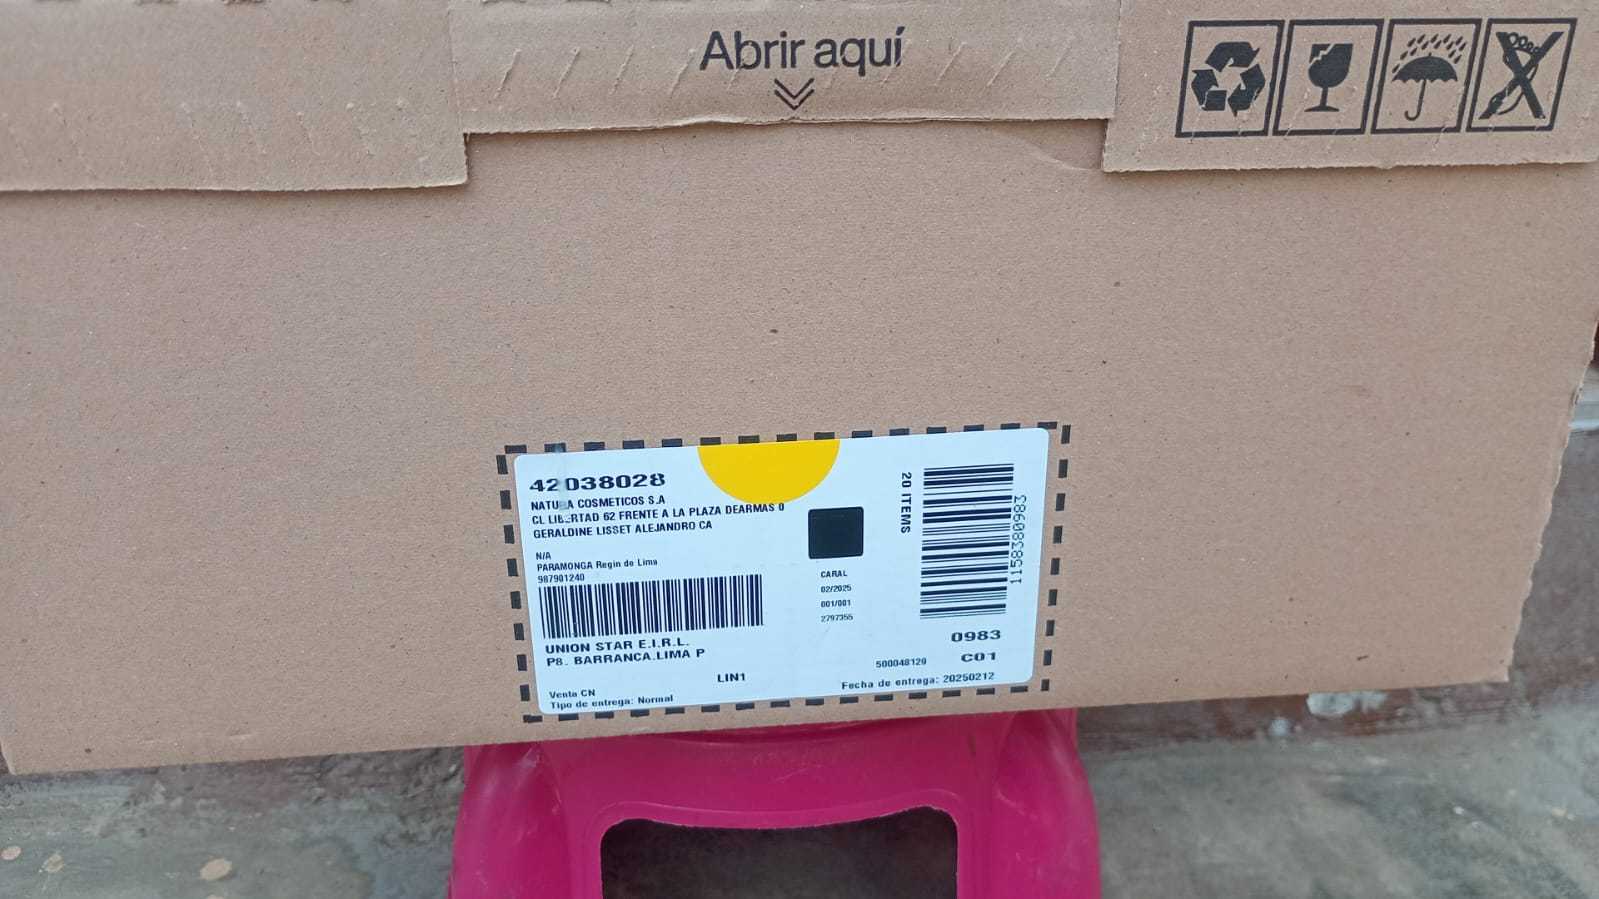 Abrir aquí
42038028
NATURA COSMETICOS S.A
CL LIBERTAD 62 FRENTE A LA PLAZA DEARMAS 0
GERALDINE LISSET ALEJANDRO CA
N/A
PARAMONGA Regin de Lima
987901240
UNION STAR E.I.R.L.
P8. BARRANCA.LIMA P
LIN1
Venta CN
Tipo de entrega: Normal
CARAL
02/2025
001/001
2797355
20 ITEMS
1158380983
0983
500048129
C01
Fecha de entrega: 20250212